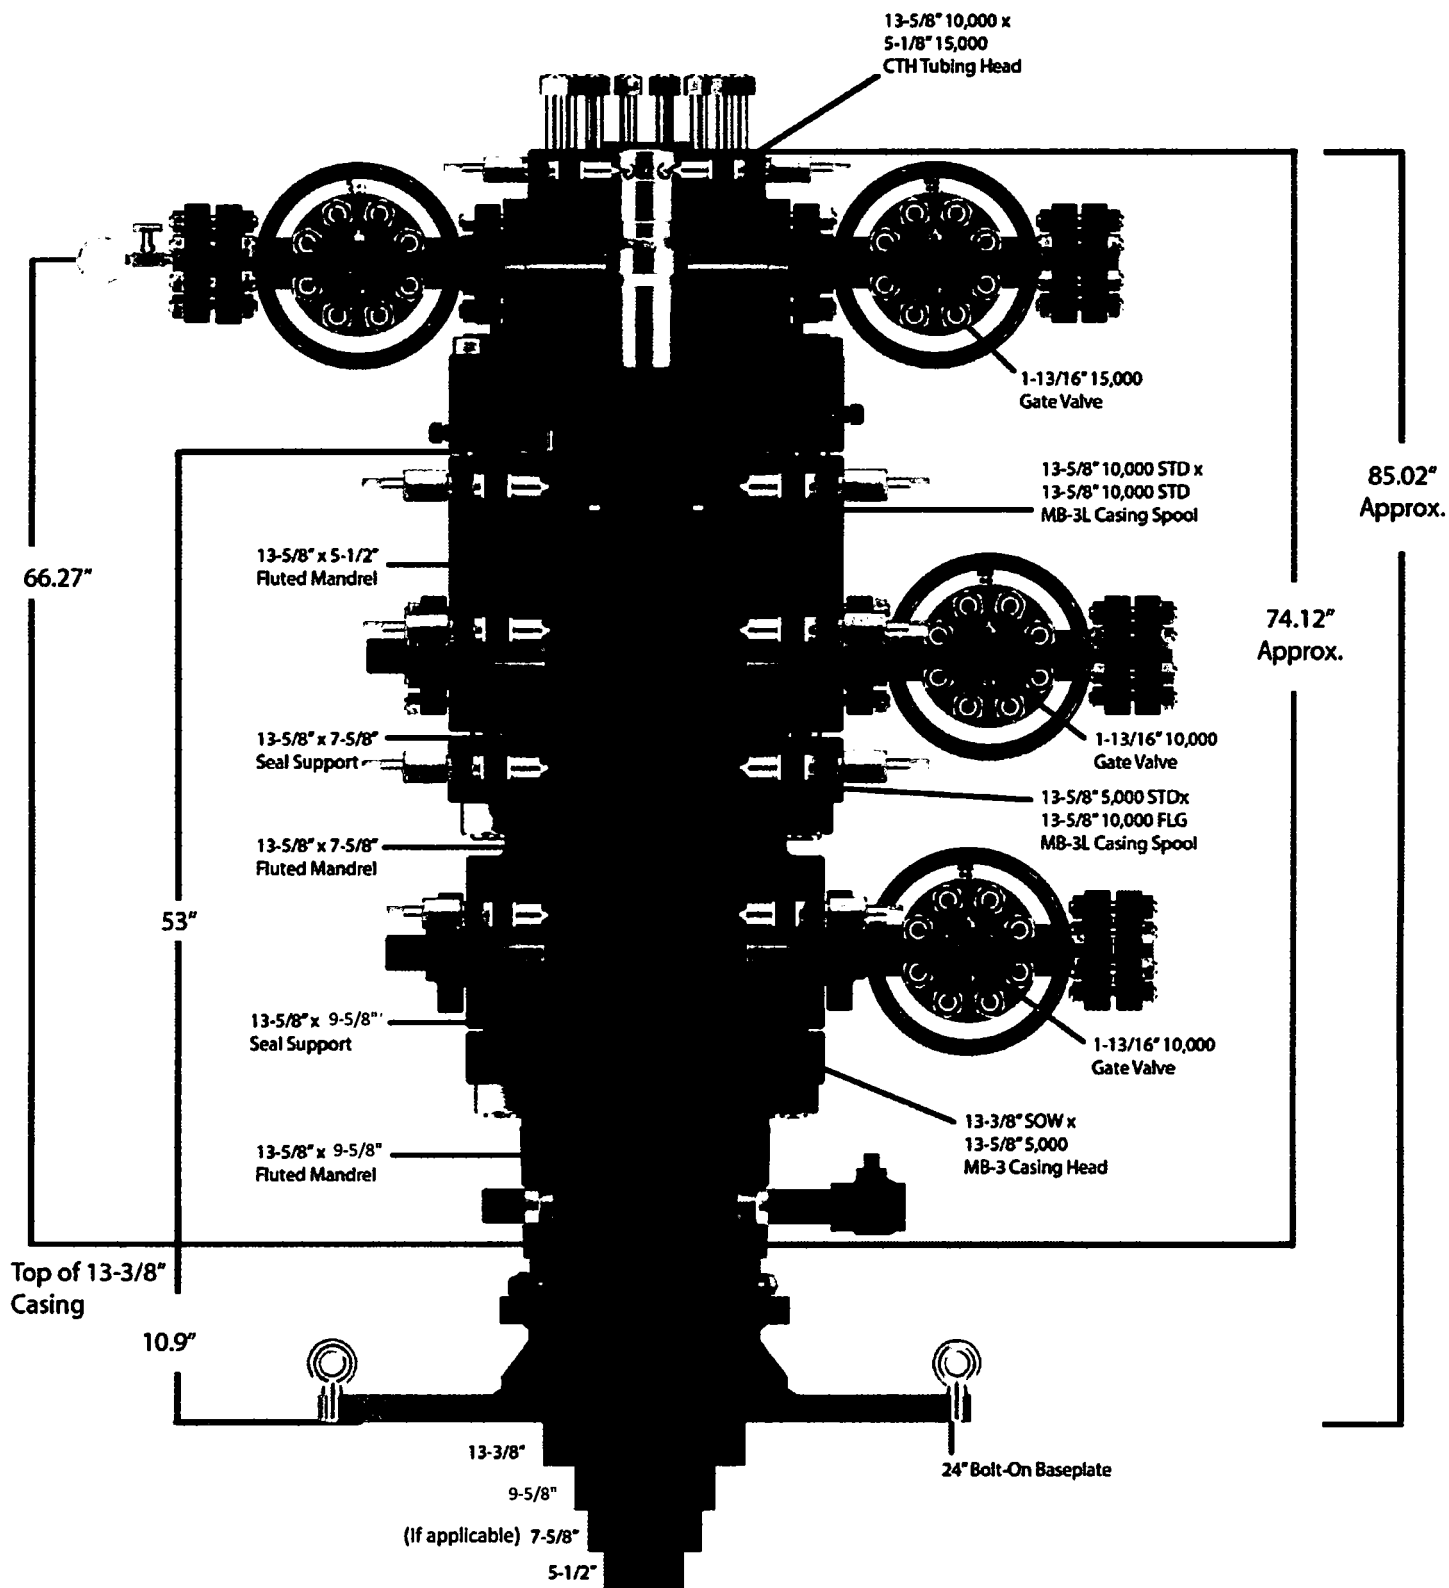 13-5/8" 10,000 x
5-1/8" 15,000
CTH Tubing Head
1-13/16" 15,000
Gate Valve
13-5/8" 10,000 STD x
13-5/8" 10,000 STD
MB-3L Casing Spool
85.02"
Approx.
13-5/8" x 5-1/2"
Fluted Mandrel
66.27"
74.12"
Approx.
13-5/8" x 7-5/8"
Seal Support
1-13/16" 10,000
Gate Valve
13-5/8" 5,000 STDx
13-5/8" 10,000 FLG
MB-3L Casing Spool
13-5/8" x 7-5/8"
Fluted Mandrel
53"
13-5/8" x 9-5/8"
Seal Support
1-13/16" 10,000
Gate Valve
13-3/8" SOW x
13-5/8" 5,000
MB-3 Casing Head
13-5/8" x 9-5/8"
Fluted Mandrel
Top of 13-3/8"
Casing
10.9"
13-3/8"
24" Bolt-On Baseplate
9-5/8"
(If applicable) 7-5/8"
5-1/2"